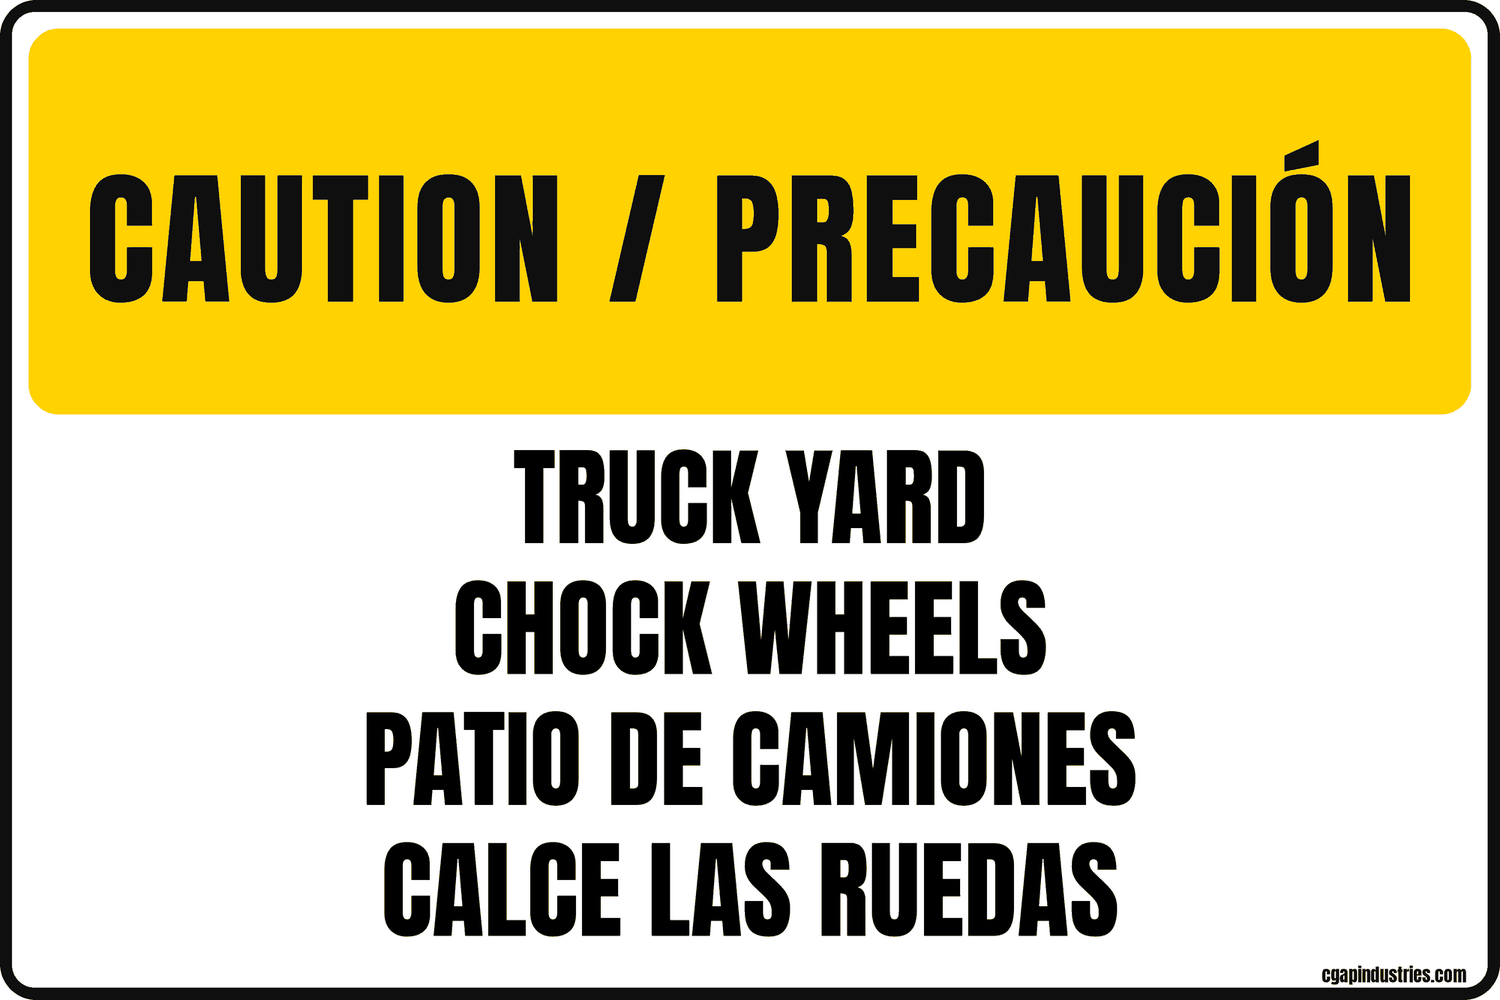 CAUTION / PRECAUCIÓN
TRUCK YARD
CHOCK WHEELS
PATIO DE CAMIONES
CALCE LAS RUEDAS
cgapindustries.com